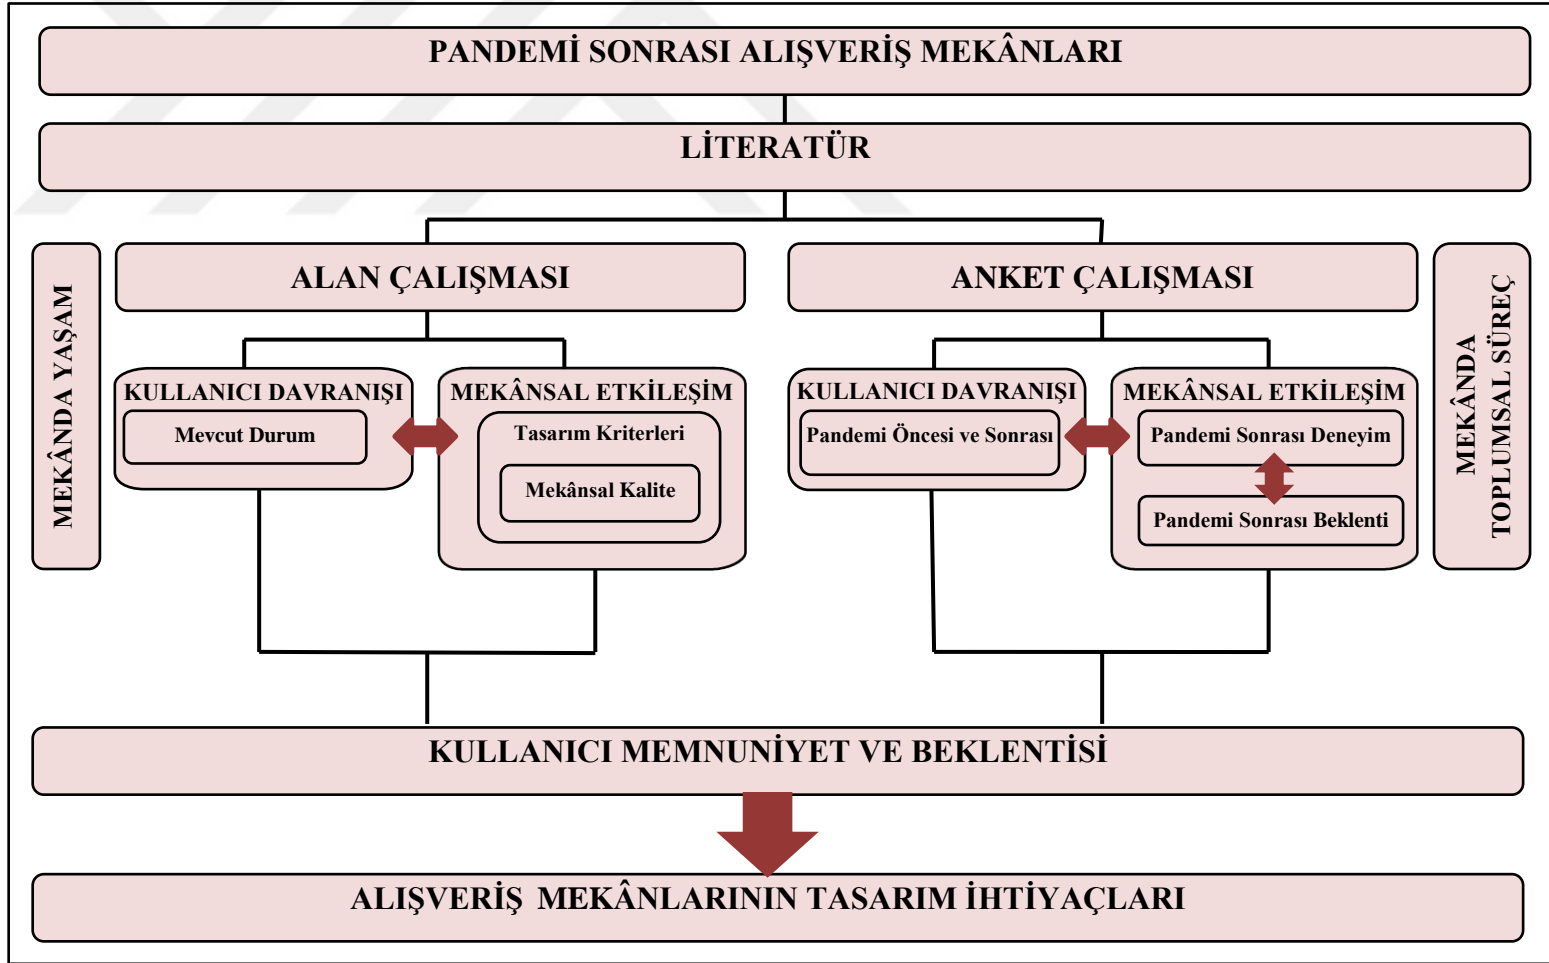 PANDEMİ SONRASI ALIŞVERİŞ MEKÂNLARI
LİTERATÜR
MEKÂNDA YAŞAM
ALAN ÇALIŞMASI
KULLANICI DAVRANIŞI
Mevcut Durum
MEKÂNSAL ETKİLEŞİM
Tasarım Kriterleri
Mekânsal Kalite
ANKET ÇALIŞMASI
KULLANICI DAVRANIŞI
Pandemi Öncesi ve Sonrası
MEKÂNSAL ETKİLEŞİM
Pandemi Sonrası Deneyim
Pandemi Sonrası Beklenti
MEKÂNDA
TOPLUMSAL SÜREÇ
KULLANICI MEMNUNİYET VE BEKLENTİSİ
ALIŞVERİŞ MEKÂNLARININ TASARIM İHTİYAÇLARI